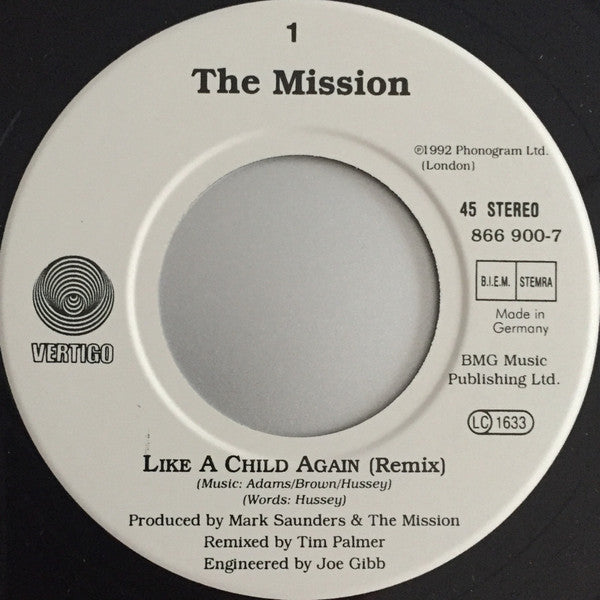 1
The Mission
℗1992 Phonogram Ltd.
(London)
45 STEREO
866 900-7
B.I.E.M. STEMRA
Made in
Germany
VERTIGO
BMG Music
Publishing Ltd.
LC 1633
LIKE A CHILD AGAIN (Remix)
(Music: Adams/Brown/Hussey)
(Words: Hussey)
Produced by Mark Saunders & The Mission
Remixed by Tim Palmer
Engineered by Joe Gibb